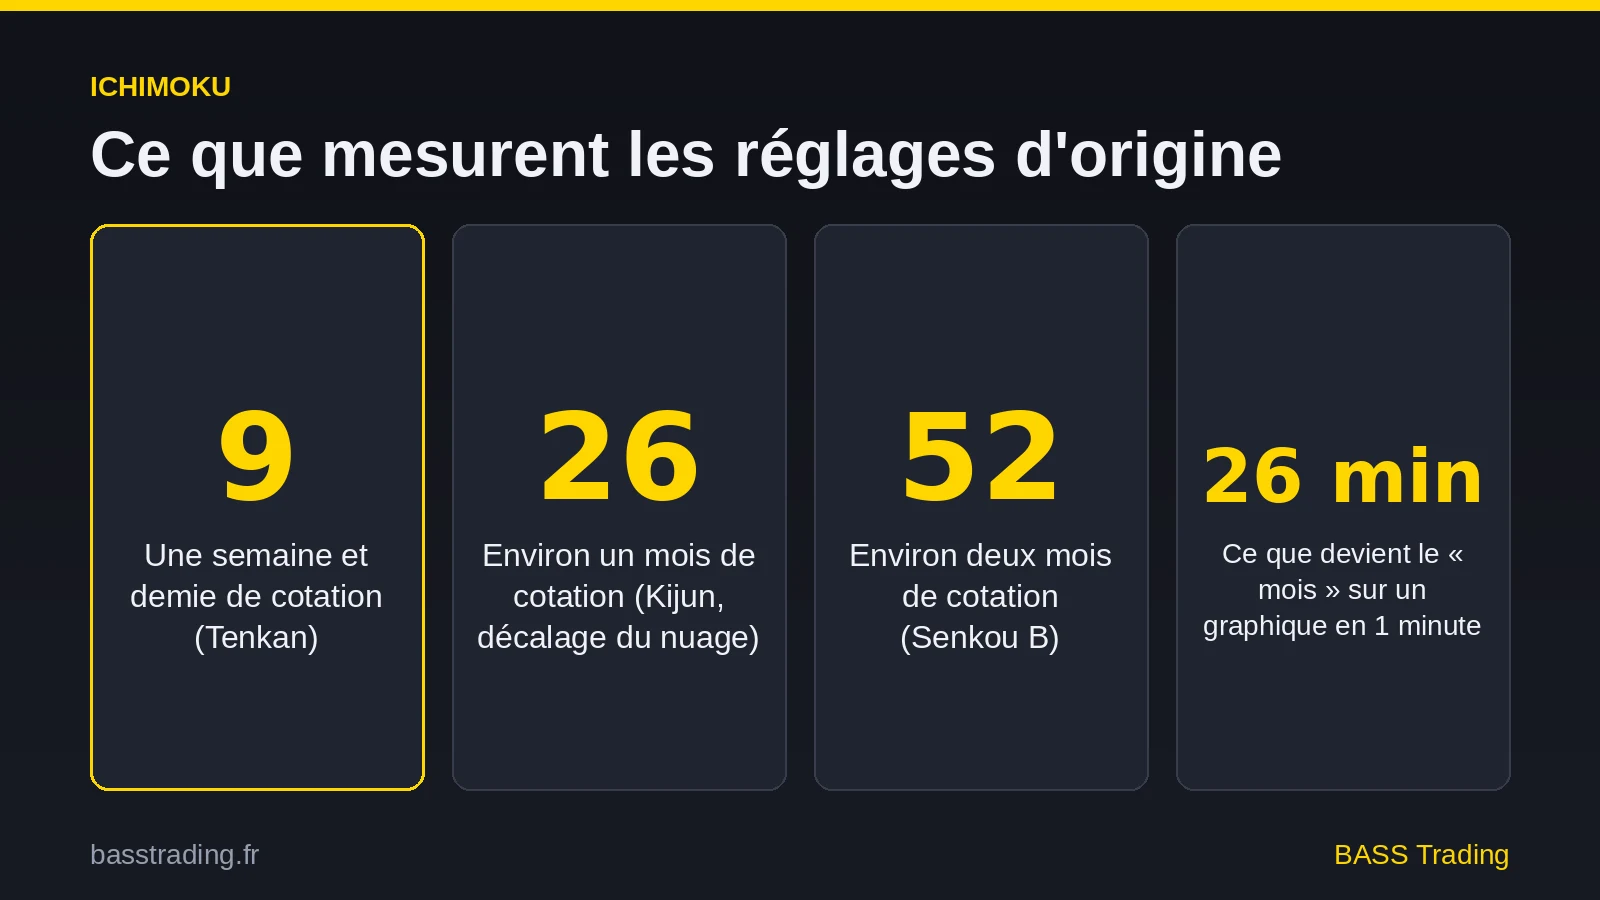 ICHIMOKU
Ce que mesurent les réglages d'origine
9
Une semaine et
demie de cotation
(Tenkan)
26
Environ un mois de
cotation (Kijun,
décalage du nuage)
52
Environ deux mois
de cotation
(Senkou B)
26 min
Ce que devient le «
mois » sur un
graphique en 1 minute
basstrading.fr
BASS Trading